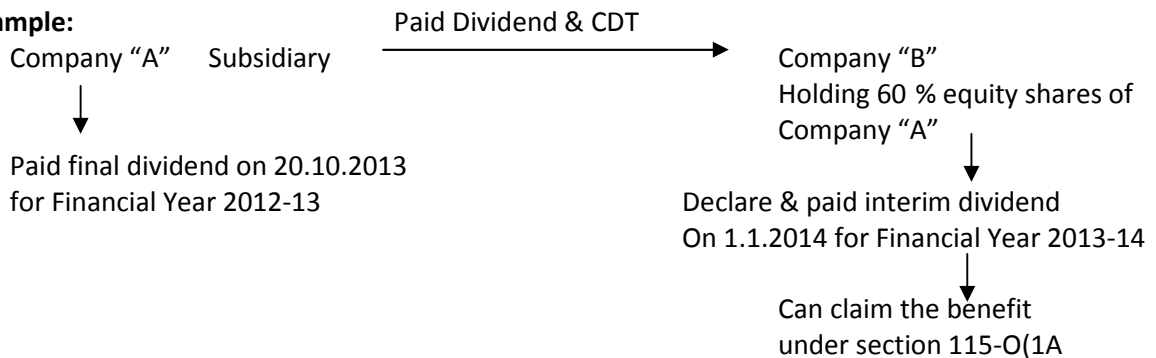 ample:
Paid Dividend & CDT
Company “A” Subsidiary
Company “B”
Holding 60 % equity shares of
Company “A”
Paid final dividend on 20.10.2013
for Financial Year 2012-13
Declare & paid interim dividend
On 1.1.2014 for Financial Year 2013-14
Can claim the benefit
under section 115-O(1A